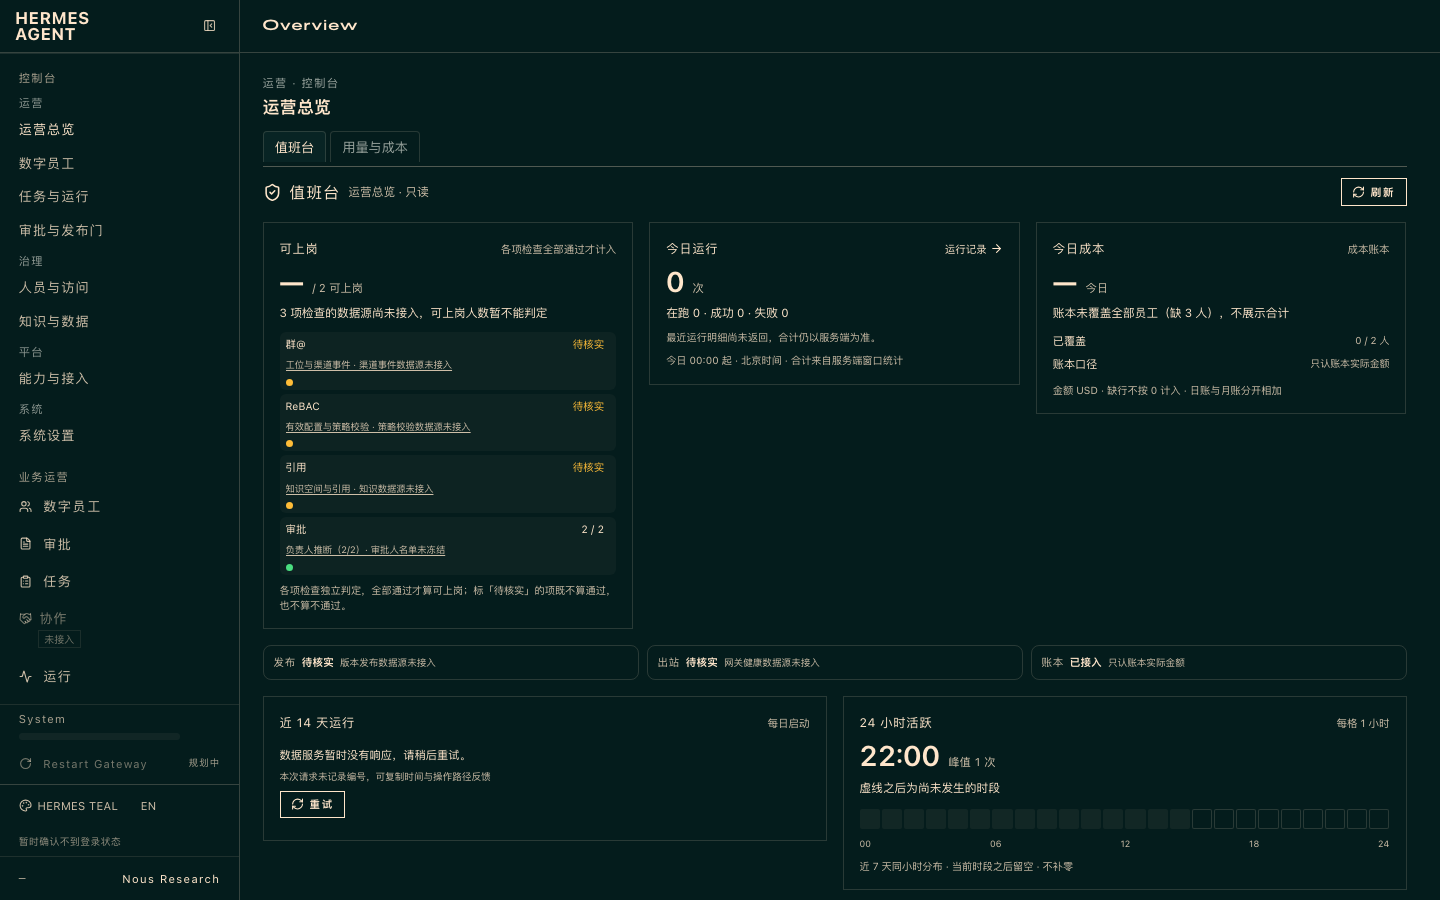 HERMES
AGENT
控制台
运营
运营总览
数字员工
任务与运行
审批与发布门
治理
人员与访问
知识与数据
平台
能力与接入
系统
系统设置
业务运营
数字员工
审批
任务
协作
未接入
运行
System
Restart Gateway 规划中
HERMES TEAL EN
暂时确认不到登录状态
– Nous Research
Overview
运营 · 控制台
运营总览
值班台 用量与成本
值班台 运营总览 · 只读 刷新
可上岗 各项检查全部通过才计入
— / 2 可上岗
3 项检查的数据源尚未接入，可上岗人数暂不能判定
群@ 待核实
工位与渠道事件 · 渠道事件数据源未接入
ReBAC 待核实
有效配置与策略校验 · 策略校验数据源未接入
引用 待核实
知识空间与引用 · 知识数据源未接入
审批 2 / 2
负责人推断（2/2）· 审批人名单未冻结
各项检查独立判定，全部通过才算可上岗；标「待核实」的项既不算通过，
也不算不通过。
今日运行 运行记录 →
0 次
在跑 0 · 成功 0 · 失败 0
最近运行明细尚未返回，合计仍以服务端为准。
今日 00:00 起 · 北京时间 · 合计来自服务端窗口统计
今日成本 成本账本
— 今日
账本未覆盖全部员工（缺 3 人），不展示合计
已覆盖 0 / 2 人
账本口径 只认账本实际金额
金额 USD · 缺行不按 0 计入 · 日账与月账分开相加
发布 待核实 版本发布数据源未接入
出站 待核实 网关健康数据源未接入
账本 已接入 只认账本实际金额
近 14 天运行 每日启动
数据服务暂时没有响应，请稍后重试。
本次请求未记录编号，可复制时间与操作路径反馈
重试
24 小时活跃 每格 1 小时
22:00 峰值 1 次
虚线之后为尚未发生的时段
00 06 12 18 24
近 7 天同小时分布 · 当前时段之后留空 · 不补零